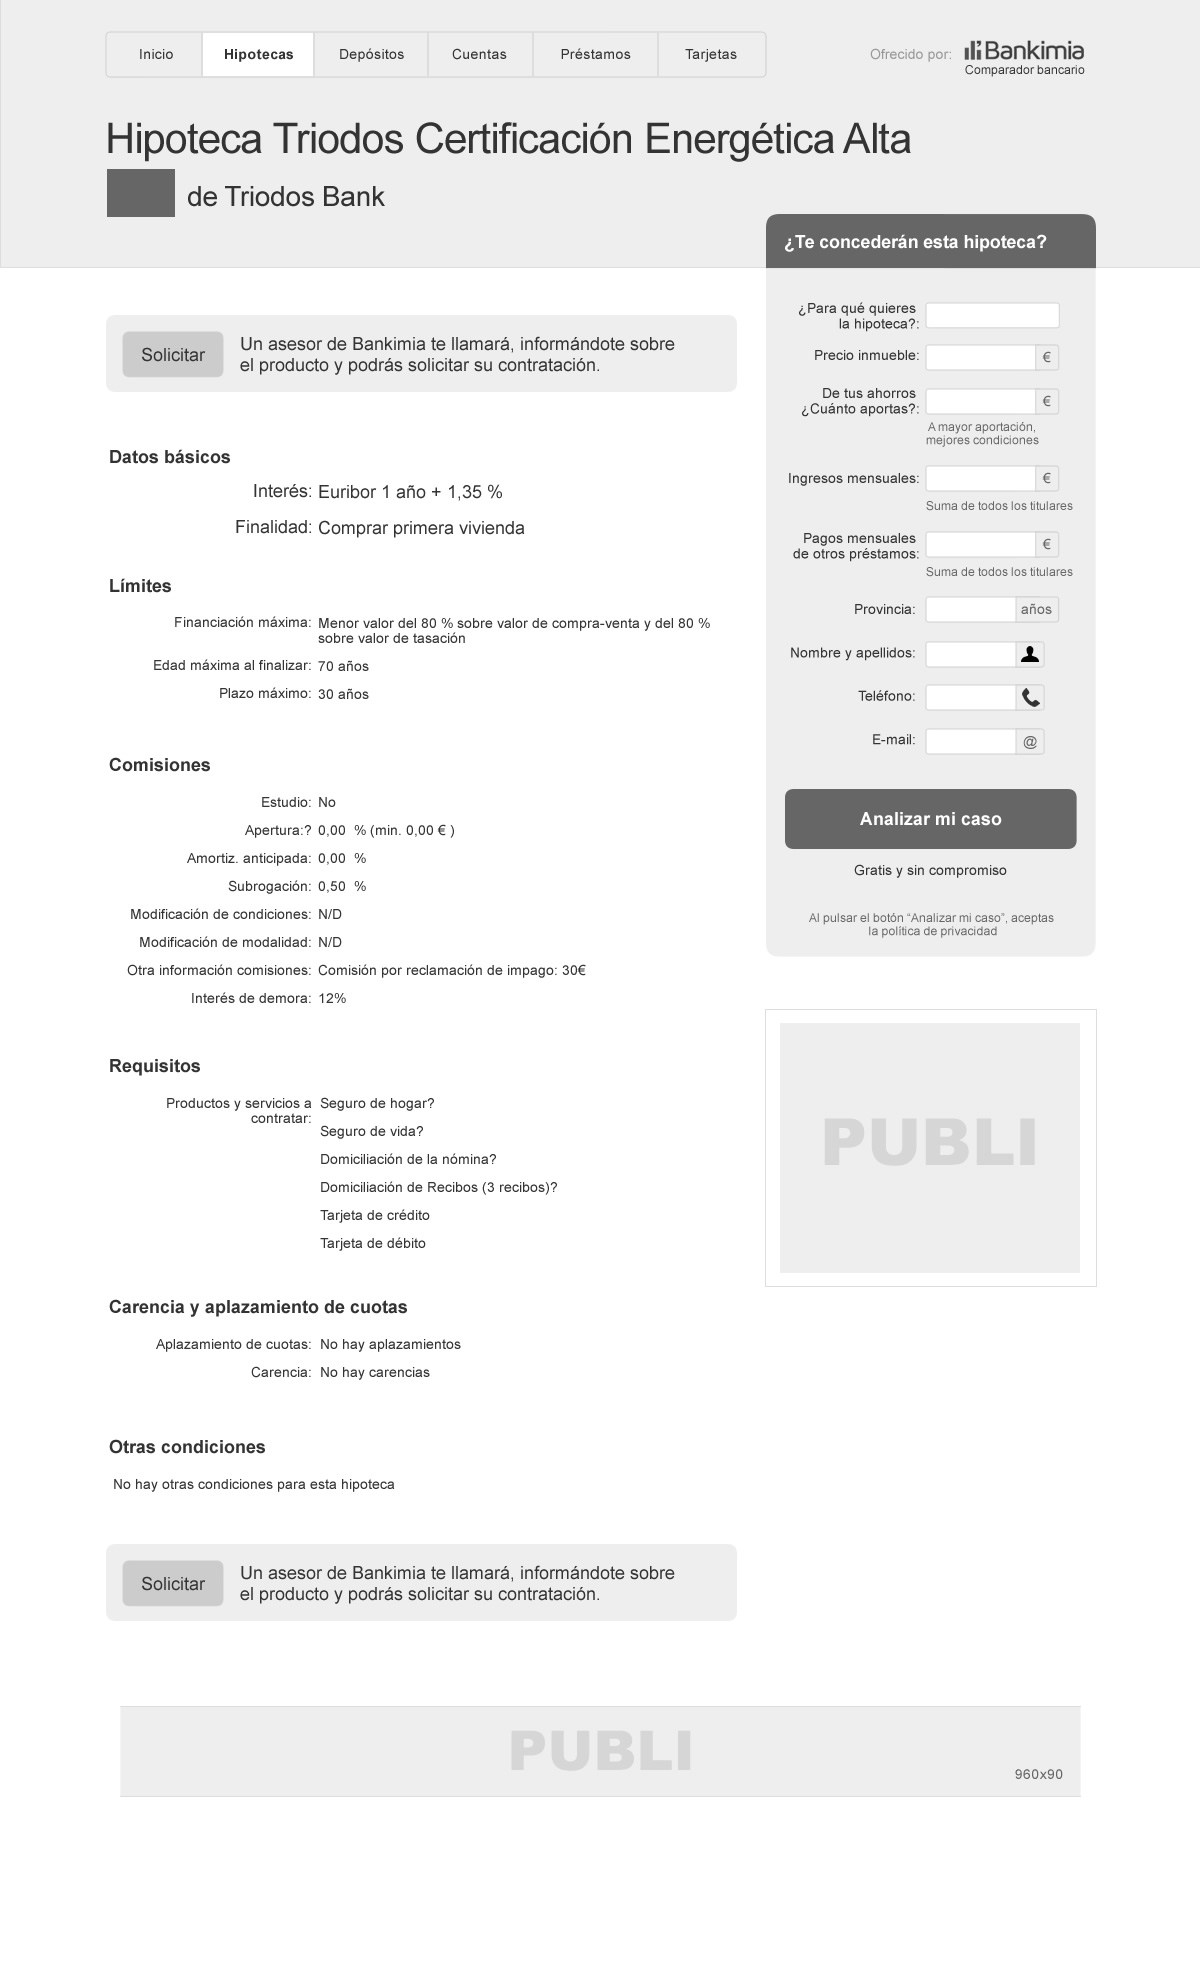 Inicio Hipotecas Depósitos Cuentas Préstamos Tarjetas
Ofrecido por: Bankimia
Comparador bancario
Hipoteca Triodos Certificación Energética Alta
de Triodos Bank
Solicitar
Un asesor de Bankimia te llamará, informándote sobre
el producto y podrás solicitar su contratación.
Datos básicos
Interés: Euribor 1 año + 1,35 %
Finalidad: Comprar primera vivienda
Límites
Financiación máxima: Menor valor del 80 % sobre valor de compra-venta y del 80 %
sobre valor de tasación
Edad máxima al finalizar: 70 años
Plazo máximo: 30 años
Comisiones
Estudio: No
Apertura:? 0,00 % (min. 0,00 € )
Amortiz. anticipada: 0,00 %
Subrogación: 0,50 %
Modificación de condiciones: N/D
Modificación de modalidad: N/D
Otra información comisiones: Comisión por reclamación de impago: 30€
Interés de demora: 12%
Requisitos
Productos y servicios a
contratar:
Seguro de hogar?
Seguro de vida?
Domiciliación de la nómina?
Domiciliación de Recibos (3 recibos)?
Tarjeta de crédito
Tarjeta de débito
Carencia y aplazamiento de cuotas
Aplazamiento de cuotas: No hay aplazamientos
Carencia: No hay carencias
Otras condiciones
No hay otras condiciones para esta hipoteca
Solicitar
Un asesor de Bankimia te llamará, informándote sobre
el producto y podrás solicitar su contratación.
¿Te concederán esta hipoteca?
¿Para qué quieres
la hipoteca?:
Precio inmueble: €
De tus ahorros
¿Cuánto aportas?: €
A mayor aportación,
mejores condiciones
Ingresos mensuales: €
Suma de todos los titulares
Pagos mensuales
de otros préstamos: €
Suma de todos los titulares
Provincia: años
Nombre y apellidos:
Teléfono:
E-mail: @
Analizar mi caso
Gratis y sin compromiso
Al pulsar el botón “Analizar mi caso”, aceptas
la política de privacidad
PUBLI
PUBLI
960x90